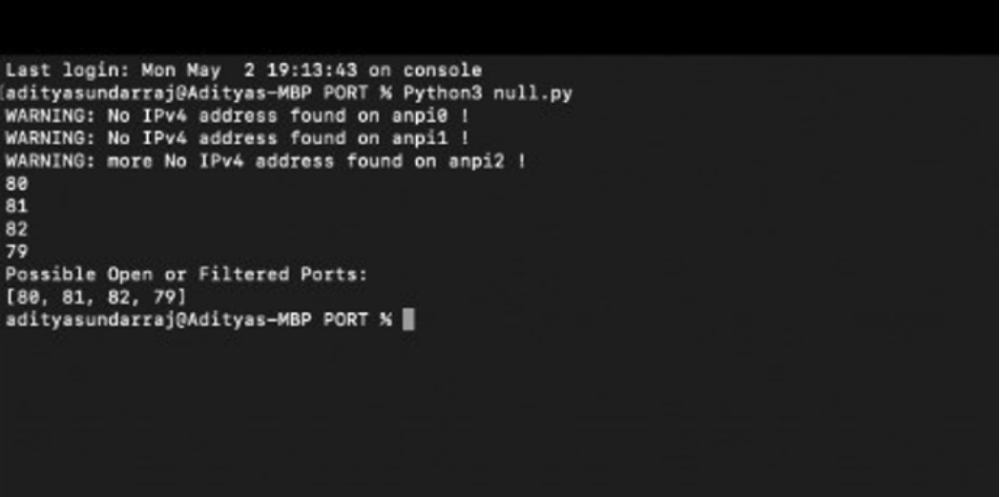 Last login: Mon May  2 19:13:43 on console
[adityasundarraj@Adityas-MBP PORT % Python3 null.py
WARNING: No IPv4 address found on anpi0 !
WARNING: No IPv4 address found on anpi1 !
WARNING: more No IPv4 address found on anpi2 !
80
81
82
79
Possible Open or Filtered Ports:
[80, 81, 82, 79]
adityasundarraj@Adityas-MBP PORT %